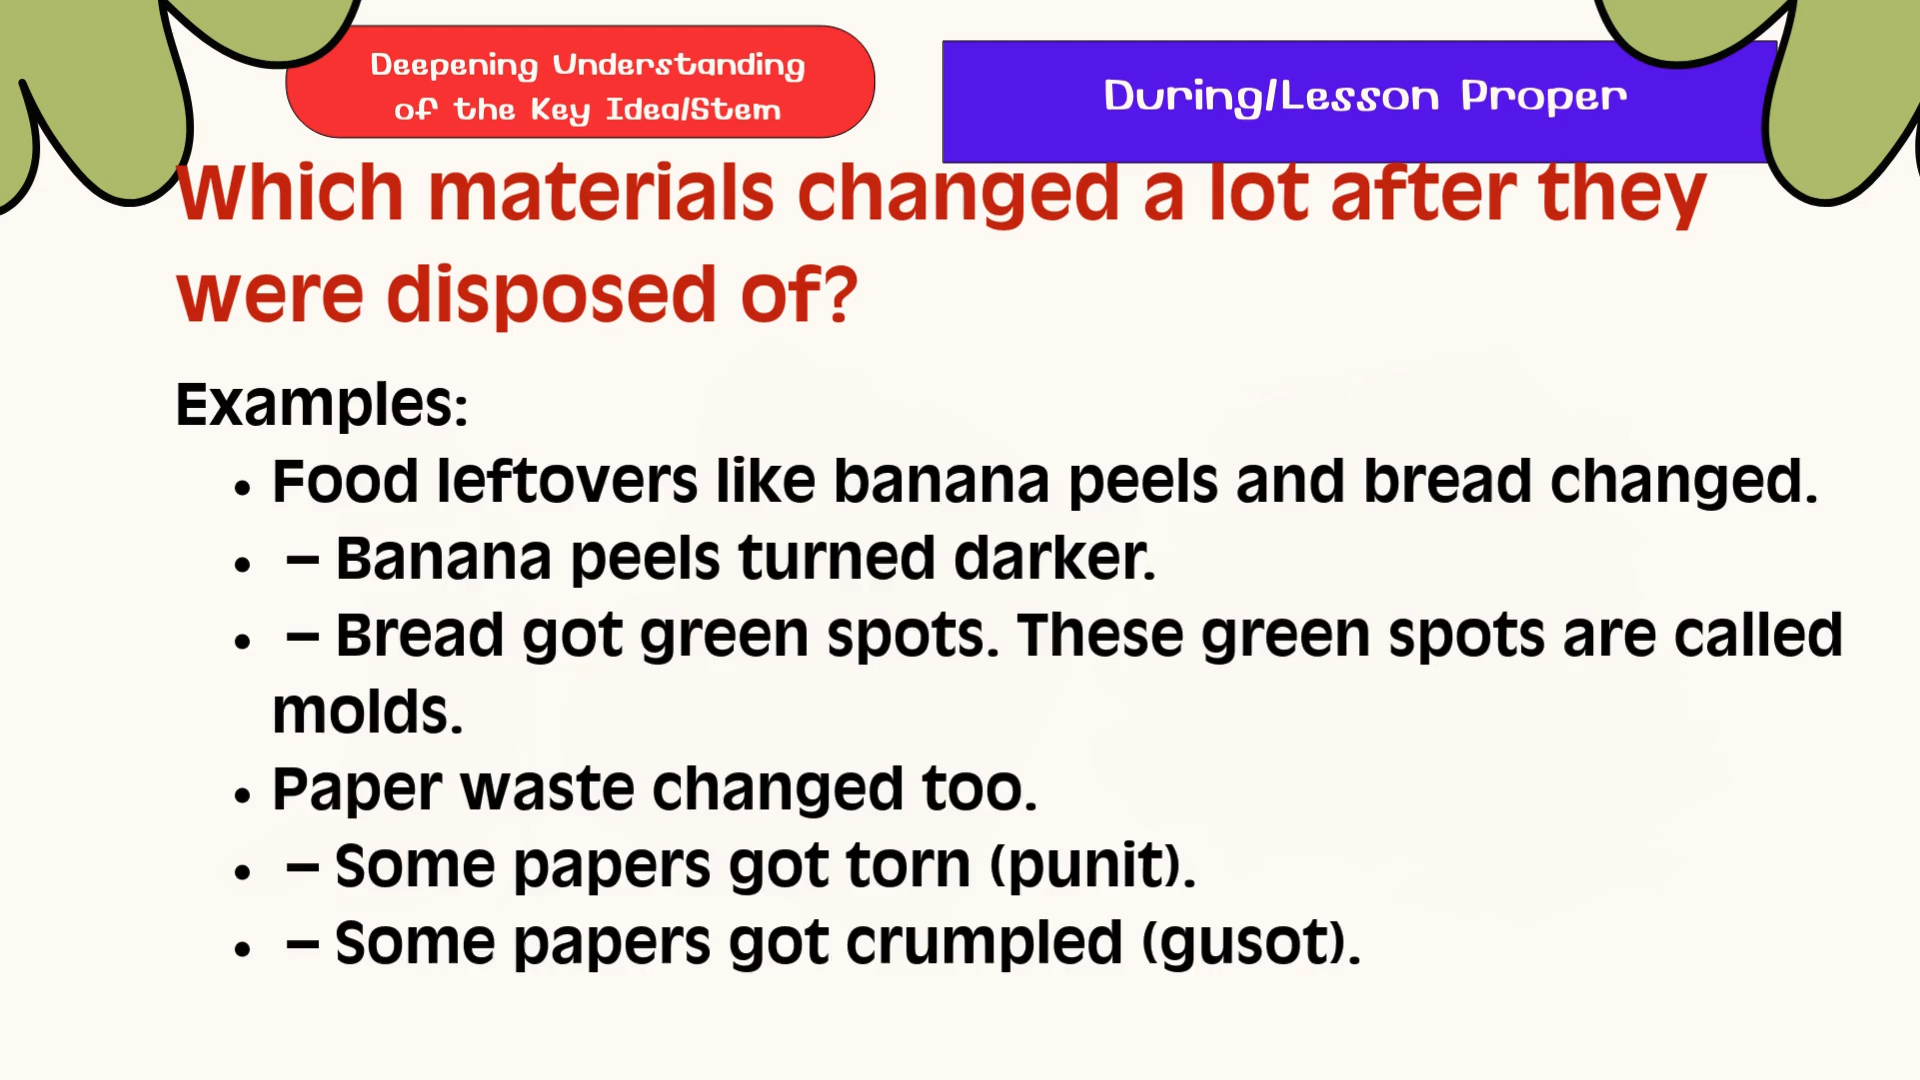 Deepening Understanding
of the Key Idea/Stem
During/Lesson Proper
Which materials changed a lot after they
were disposed of?
Examples:
• Food leftovers like banana peels and bread changed.
• – Banana peels turned darker.
• – Bread got green spots. These green spots are called
molds.
• Paper waste changed too.
• – Some papers got torn (punit).
• – Some papers got crumpled (gusot).